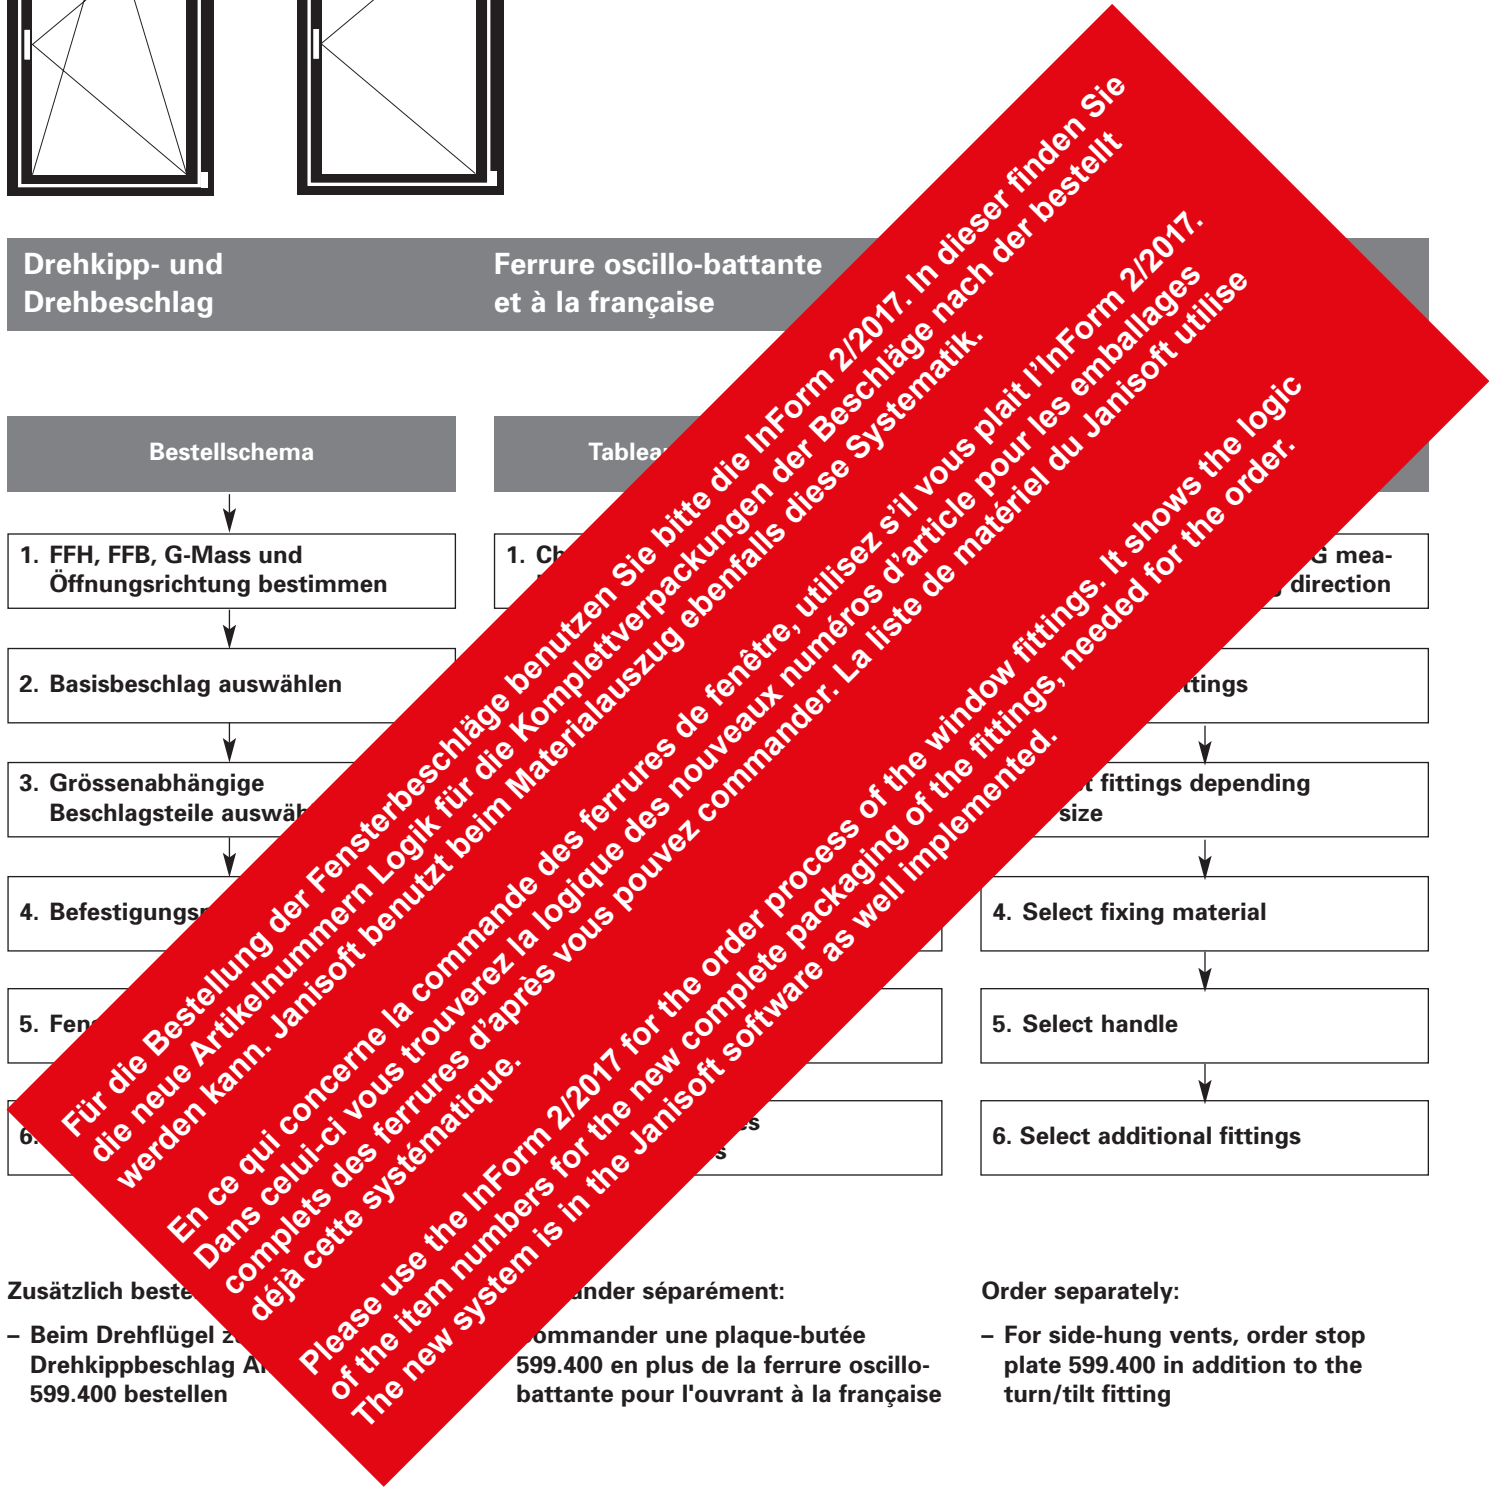 Drehkipp- und
Drehbeschlag
Ferrure oscillo-battante
et à la française
Bestellschema
1. FFH, FFB, G-Mass und
Öffnungsrichtung bestimmen
2. Basisbeschlag auswählen
3. Grössenabhängige
Beschlagsteile
4.
5.
6.
1.
G mea-
direction
fittings depending
size
4. Select fixing material
5. Select handle
6. Select additional fittings
Für die Bestellung der Fensterbeschläge benutzen Sie bitte die InForm 2/2017. In dieser finden Sie
die neue Artikelnummern Logik für die Komplettverpackungen der Beschläge nach der bestellt
werden kann. Janisoft benutzt beim Materialauszug ebenfalls diese Systematik.
En ce qui concerne la commande des ferrures de fenêtre, utilisez s'il vous plait l'InForm 2/2017.
Dans celui-ci vous trouverez la logique des nouveaux numéros d'article pour les emballages
complets des ferrures d'après vous pouvez commander. La liste de matériel du Janisoft utilise
déjà cette systématique.
Please use the InForm 2/2017 for the order process of the window fittings. It shows the logic
of the item numbers for the new complete packaging of the fittings, needed for the order.
The new system is in the Janisoft software as well implemented.
Zusätzlich
– Beim Drehflügel
Drehkippbeschlag
599.400 bestellen
séparément:
une plaque-butée
599.400 en plus de la ferrure oscillo-
battante pour l'ouvrant à la française
Order separately:
– For side-hung vents, order stop
plate 599.400 in addition to the
turn/tilt fitting